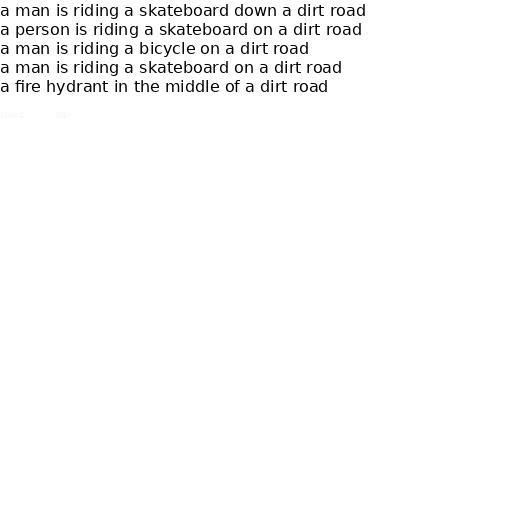 a man is riding a skateboard down a dirt road
a person is riding a skateboard on a dirt road
a man is riding a bicycle on a dirt road
a man is riding a skateboard on a dirt road
a fire hydrant in the middle of a dirt road